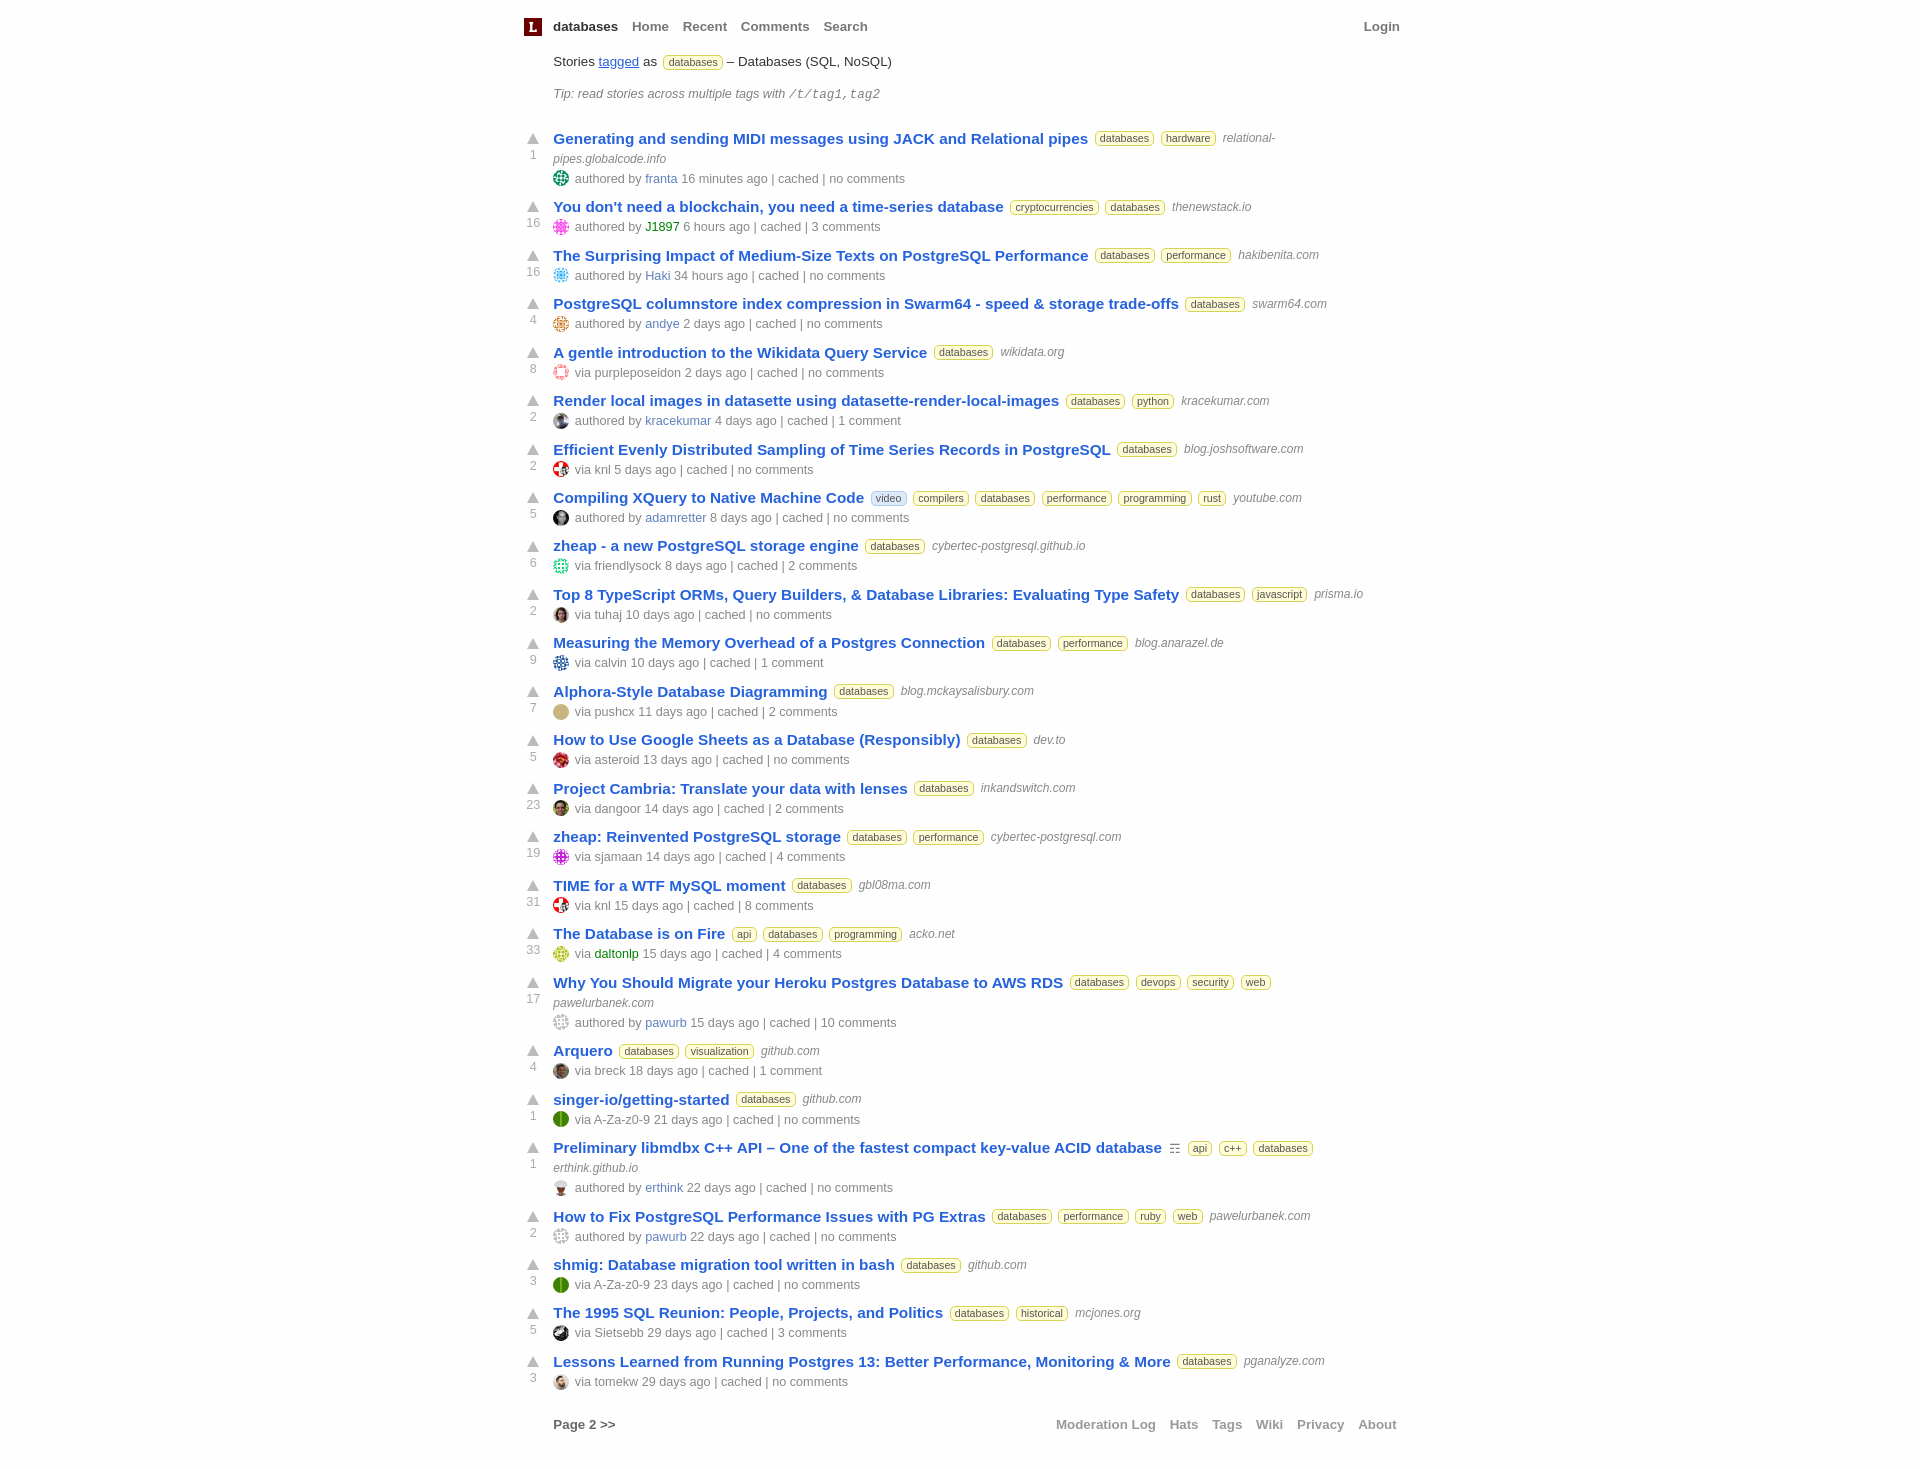 L databases Home Recent Comments Search Login
Stories tagged as databases – Databases (SQL, NoSQL)
Tip: read stories across multiple tags with /t/tag1,tag2
Generating and sending MIDI messages using JACK and Relational pipes databases hardware relational-
1 pipes.globalcode.info
authored by franta 16 minutes ago | cached | no comments
You don't need a blockchain, you need a time-series database cryptocurrencies databases thenewstack.io
16 authored by J1897 6 hours ago | cached | 3 comments
The Surprising Impact of Medium-Size Texts on PostgreSQL Performance databases performance hakibenita.com
16 authored by Haki 34 hours ago | cached | no comments
PostgreSQL columnstore index compression in Swarm64 - speed & storage trade-offs databases swarm64.com
4 authored by andye 2 days ago | cached | no comments
A gentle introduction to the Wikidata Query Service databases wikidata.org
8 via purpleposeidon 2 days ago | cached | no comments
Render local images in datasette using datasette-render-local-images databases python kracekumar.com
2 authored by kracekumar 4 days ago | cached | 1 comment
Efficient Evenly Distributed Sampling of Time Series Records in PostgreSQL databases blog.joshsoftware.com
2 via knl 5 days ago | cached | no comments
Compiling XQuery to Native Machine Code video compilers databases performance programming rust youtube.com
5 authored by adamretter 8 days ago | cached | no comments
zheap - a new PostgreSQL storage engine databases cybertec-postgresql.github.io
6 via friendlysock 8 days ago | cached | 2 comments
Top 8 TypeScript ORMs, Query Builders, & Database Libraries: Evaluating Type Safety databases javascript prisma.io
2 via tuhaj 10 days ago | cached | no comments
Measuring the Memory Overhead of a Postgres Connection databases performance blog.anarazel.de
9 via calvin 10 days ago | cached | 1 comment
Alphora-Style Database Diagramming databases blog.mckaysalisbury.com
7 via pushcx 11 days ago | cached | 2 comments
How to Use Google Sheets as a Database (Responsibly) databases dev.to
5 via asteroid 13 days ago | cached | no comments
Project Cambria: Translate your data with lenses databases inkandswitch.com
23 via dangoor 14 days ago | cached | 2 comments
zheap: Reinvented PostgreSQL storage databases performance cybertec-postgresql.com
19 via sjamaan 14 days ago | cached | 4 comments
TIME for a WTF MySQL moment databases gbl08ma.com
31 via knl 15 days ago | cached | 8 comments
The Database is on Fire api databases programming acko.net
33 via daltonlp 15 days ago | cached | 4 comments
Why You Should Migrate your Heroku Postgres Database to AWS RDS databases devops security web
17 pawelurbanek.com
authored by pawurb 15 days ago | cached | 10 comments
Arquero databases visualization github.com
4 via breck 18 days ago | cached | 1 comment
singer-io/getting-started databases github.com
1 via A-Za-z0-9 21 days ago | cached | no comments
Preliminary libmdbx C++ API – One of the fastest compact key-value ACID database ☶ api c++ databases
1 erthink.github.io
authored by erthink 22 days ago | cached | no comments
How to Fix PostgreSQL Performance Issues with PG Extras databases performance ruby web pawelurbanek.com
2 authored by pawurb 22 days ago | cached | no comments
shmig: Database migration tool written in bash databases github.com
3 via A-Za-z0-9 23 days ago | cached | no comments
The 1995 SQL Reunion: People, Projects, and Politics databases historical mcjones.org
5 via Sietsebb 29 days ago | cached | 3 comments
Lessons Learned from Running Postgres 13: Better Performance, Monitoring & More databases pganalyze.com
3 via tomekw 29 days ago | cached | no comments
Page 2 >> Moderation Log Hats Tags Wiki Privacy About